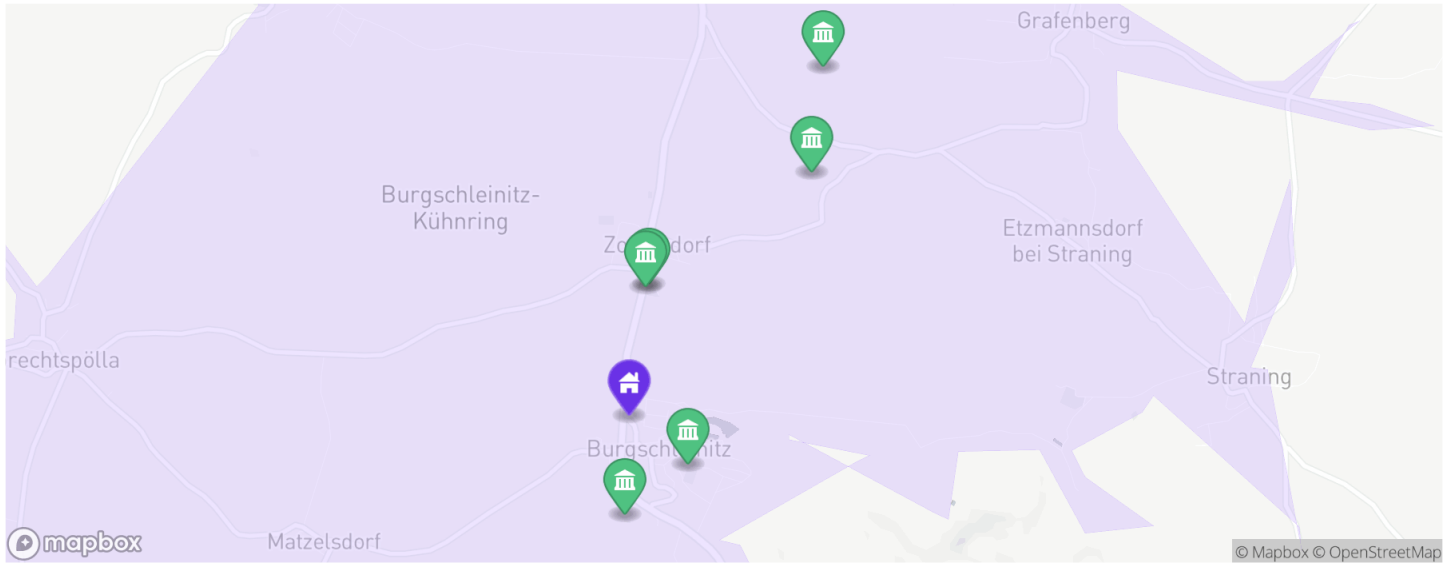 Grafenberg
Burgschleinitz-
Kühnring
Etzmannsdorf
bei Straning
rechtspölla
Straning
Matzelsdorf
mapbox
© Mapbox © OpenStreetMap